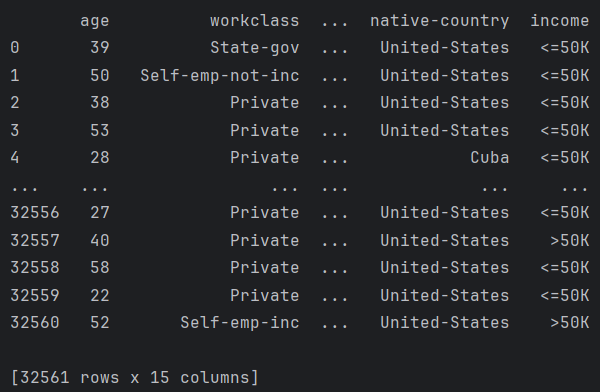 age workclass ... native-country income
0 39 State-gov ... United-States <=50K
1 50 Self-emp-not-inc ... United-States <=50K
2 38 Private ... United-States <=50K
3 53 Private ... United-States <=50K
4 28 Private ... Cuba <=50K
... ... ... ... ... ...
32556 27 Private ... United-States <=50K
32557 40 Private ... United-States >50K
32558 58 Private ... United-States <=50K
32559 22 Private ... United-States <=50K
32560 52 Self-emp-inc ... United-States >50K
[32561 rows x 15 columns]